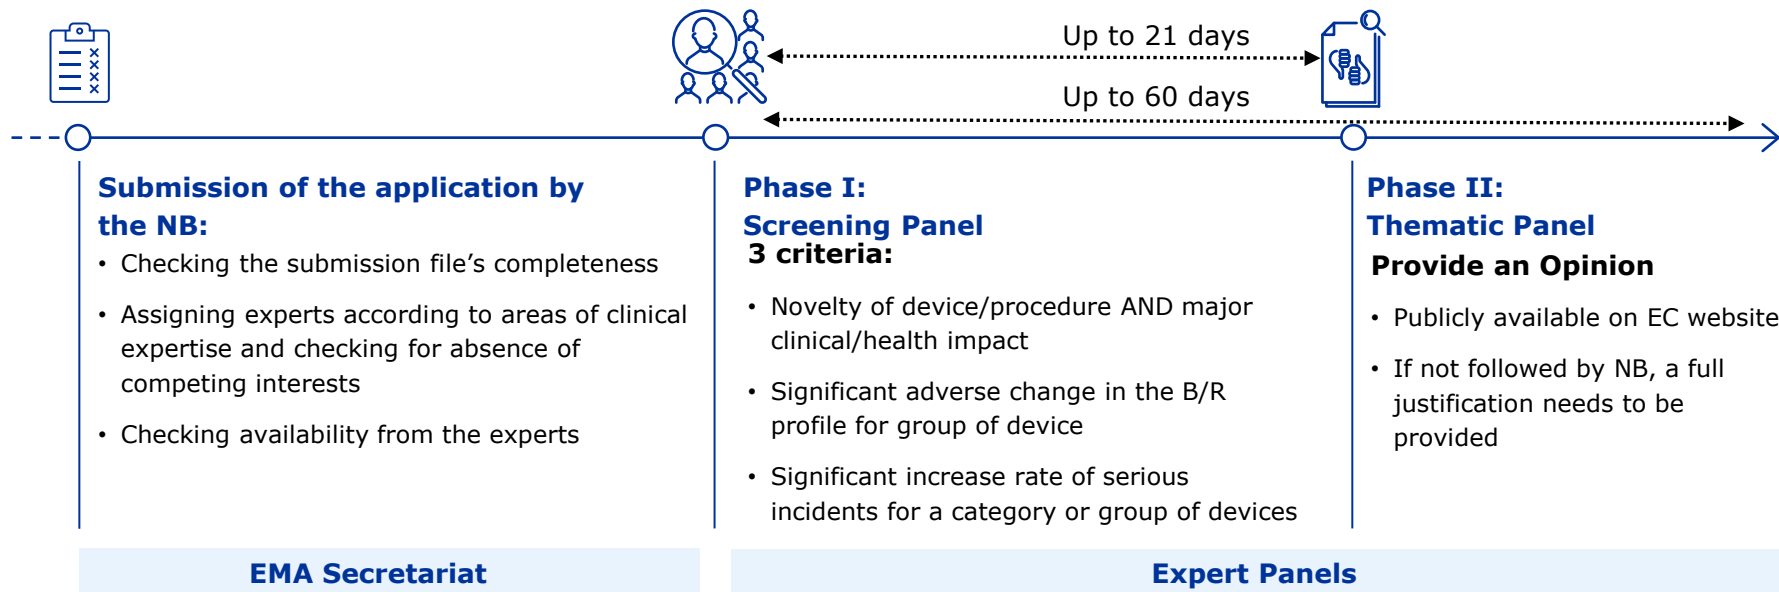 Up to 21 days
Up to 60 days
Submission of the application by
the NB:
• Checking the submission file's completeness
• Assigning experts according to areas of clinical
expertise and checking for absence of
competing interests
• Checking availability from the experts
Phase I:
Screening Panel
3 criteria:
• Novelty of device/procedure AND major
clinical/health impact
• Significant adverse change in the B/R
profile for group of device
• Significant increase rate of serious
incidents for a category or group of devices
Phase II:
Thematic Panel
Provide an Opinion
• Publicly available on EC website
• If not followed by NB, a full
justification needs to be
provided
EMA Secretariat
Expert Panels